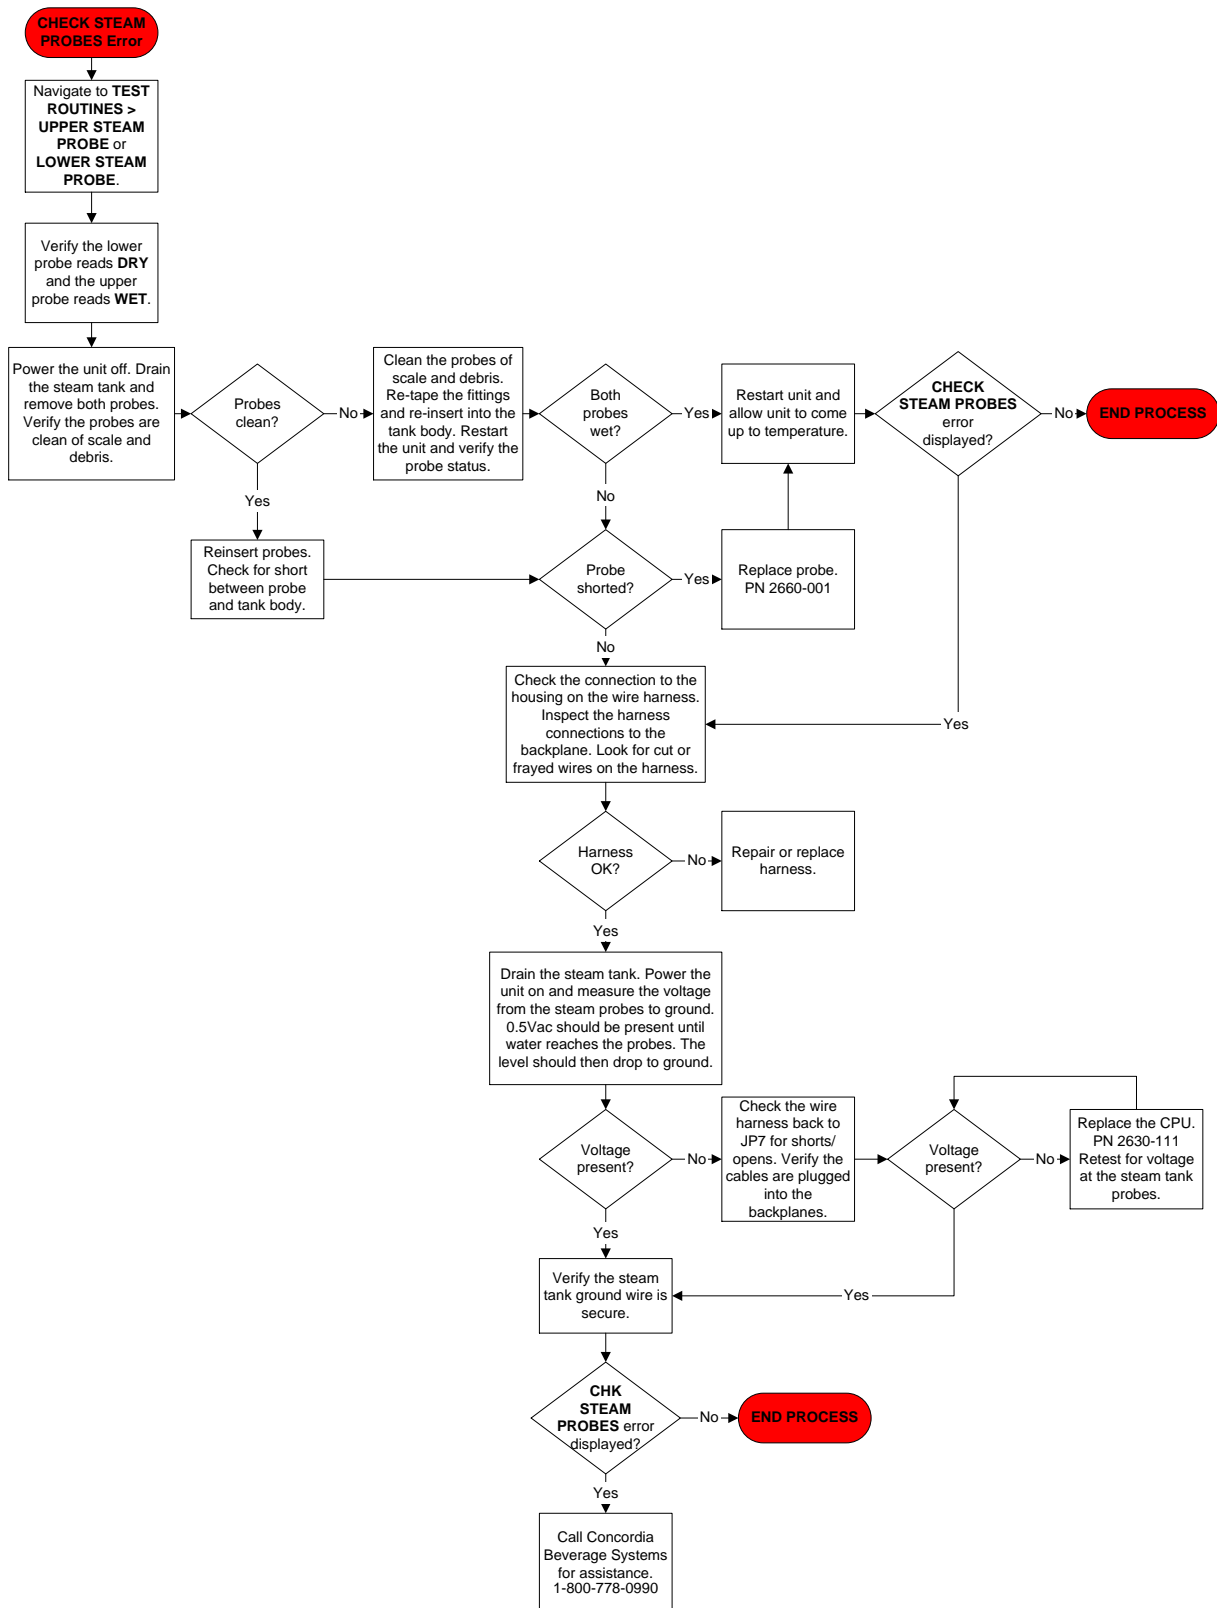 CHECK STEAM
PROBES Error
Navigate to TEST
ROUTINES >
UPPER STEAM
PROBE or
LOWER STEAM
PROBE.
Verify the lower
probe reads DRY
and the upper
probe reads WET.
Power the unit off. Drain
the steam tank and
remove both probes.
Verify the probes are
clean of scale and
debris.
Probes
clean?
No
Clean the probes of
scale and debris.
Re-tape the fittings
and re-insert into the
tank body. Restart
the unit and verify the
probe status.
Both
probes
wet?
Yes
Restart unit and
allow unit to come
up to temperature.
CHECK
STEAM PROBES
error
displayed?
No
END PROCESS
Yes
No
Reinsert probes.
Check for short
between probe
and tank body.
Probe
shorted?
Yes
Replace probe.
PN 2660-001
No
Check the connection to the
housing on the wire harness.
Inspect the harness
connections to the
backplane. Look for cut or
frayed wires on the harness.
Yes
Harness
OK?
No
Repair or replace
harness.
Yes
Drain the steam tank. Power the
unit on and measure the voltage
from the steam probes to ground.
0.5Vac should be present until
water reaches the probes. The
level should then drop to ground.
Voltage
present?
No
Check the wire
harness back to
JP7 for shorts/
opens. Verify the
cables are plugged
into the
backplanes.
Voltage
present?
No
Replace the CPU.
PN 2630-111
Retest for voltage
at the steam tank
probes.
Yes
Verify the steam
tank ground wire is
secure.
Yes
CHK
STEAM
PROBES error
displayed?
No
END PROCESS
Yes
Call Concordia
Beverage Systems
for assistance.
1-800-778-0990